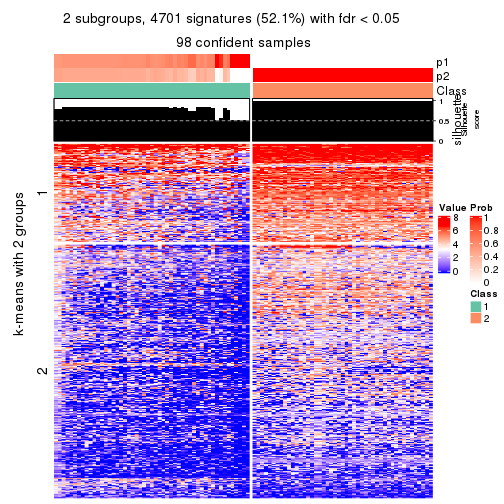 2 subgroups, 4701 signatures (52.1%) with fdr < 0.05
98 confident samples
p1
p2
Class
1
0.5
0
silhouette
Silhouette
score
k-means with 2 groups
1
2
Value
8
6
4
2
0
Prob
1
0.8
0.6
0.4
0.2
0
Class
1
2